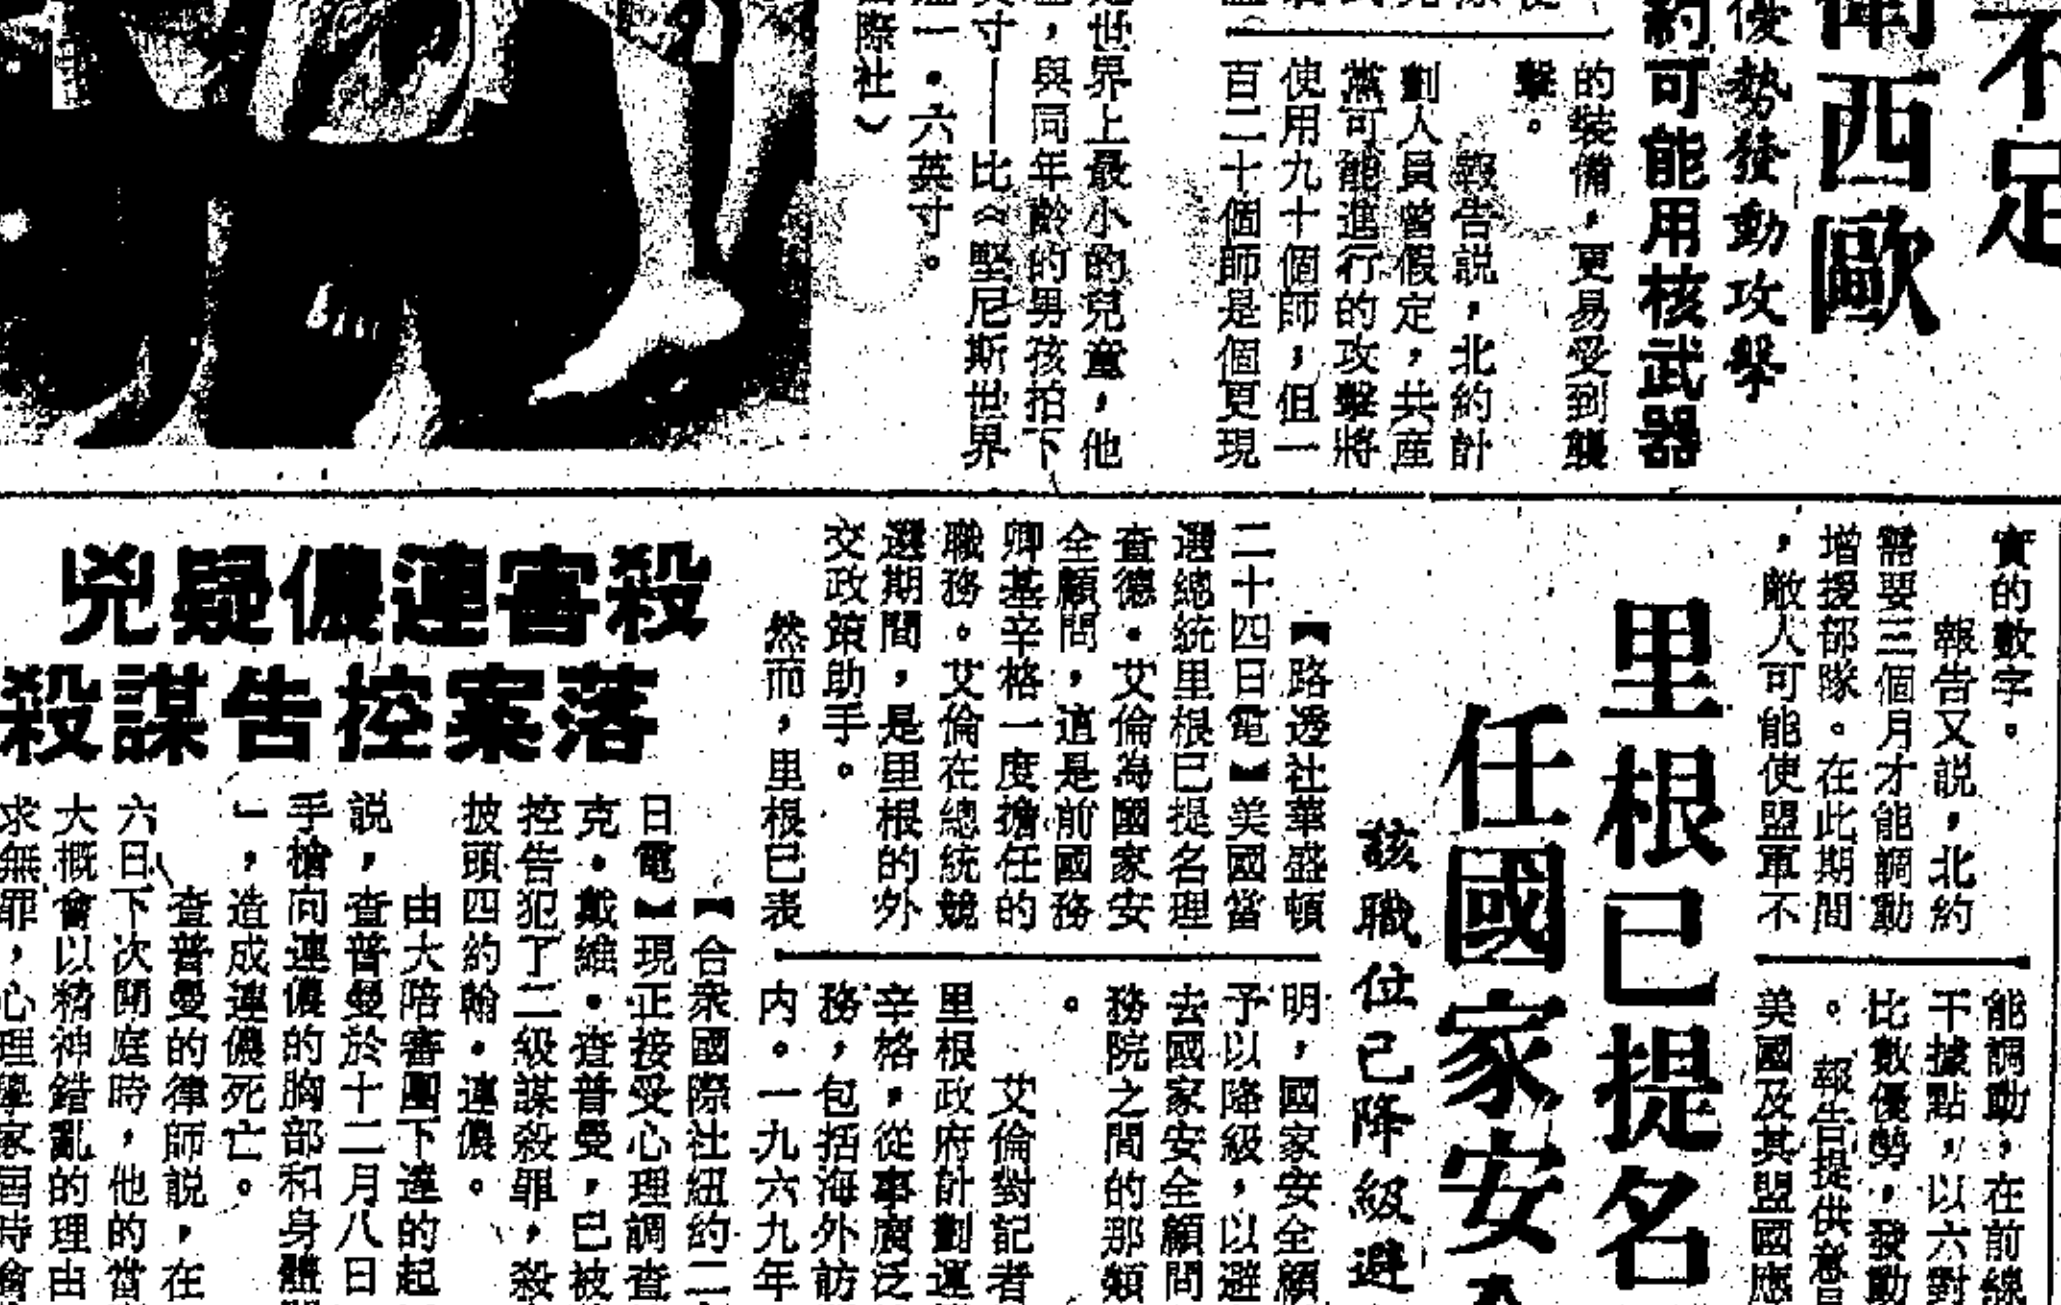 不足
衛西歐
優勢發動攻擊
約可能用核武器
的裝備，更易受到襲
擊。
報告說，北約計
劃人員曾假定，共產
黨可能進行的攻擊將
使用九十個師，但一
百二十個師是個更現
世界上最小的兒童，他
，與同年齡的男孩拍下
寸——比《堅尼斯世界
一．六英寸。
際社）
實的數字。
報告又說，北約
需要三個月才能調動
增援部隊。在此期間
，敵人可能使盟軍不
能調動，在前線
干據點，以六對
比數優勢，發動
。報告提供意見
美國及其盟國應
里根已提名
任國家安全
該職位已降級避
【路透社華盛頓
二十四日電】美國當
選總統里根已提名理
查德．艾倫為國家安
全顧問，這是前國務
卿基辛格一度擔任的
職務。艾倫在總統競
選期間，是里根的外
交政策助手。
然而，里根已表
明，國家安全顧
予以降級，以避
去國家安全顧問
務院之間的那類
。
艾倫對記者
里根政府計劃運
辛格，從事廣泛
務，包括海外訪
内。一九六九年
殺害連儂疑兇
落案控告謀殺
【合衆國際社紐約二
日電】現正接受心理調查
克．戴維．查普曼，已被
控告犯了二級謀殺罪，殺
披頭四約翰．連儂。
由大陪審團下達的起
說，查普曼於十二月八日
手槍向連儂的胸部和身體
」，造成連儂死亡。
查普曼的律師說，在
六日下次開庭時，他的當
大概會以精神錯亂的理由
求無罪，心理學家屆時會